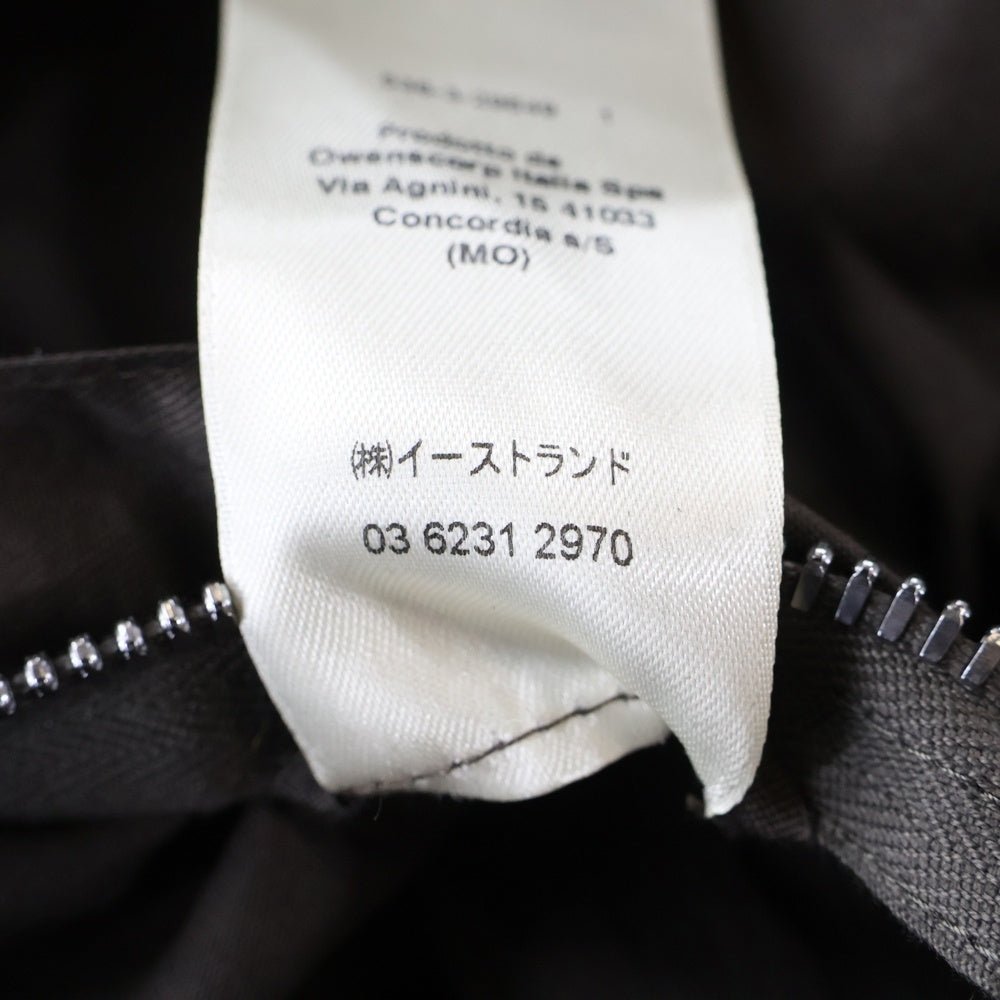 Prodotto da
Owenscorp Italia Spa
Via Agnini, 16 41033
Concordia s/S
(MO)
㈱イーストランド
03 6231 2970